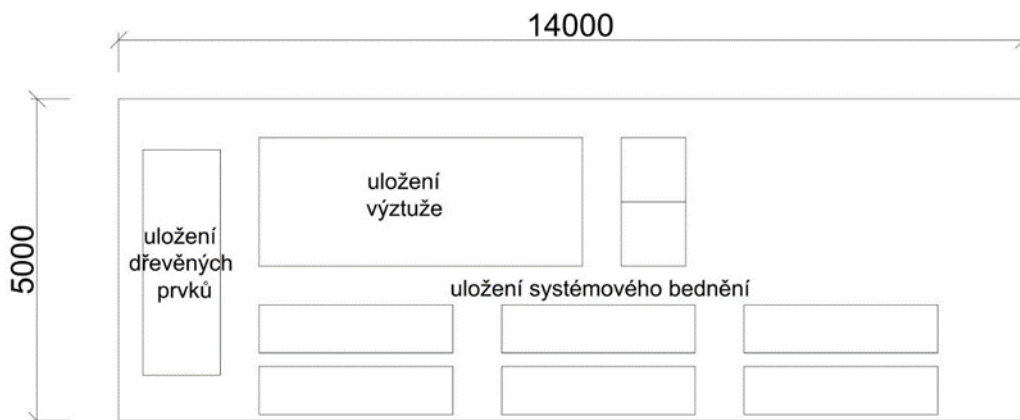 14000
5000
uložení
výztuže
uložení
dřevěných
prvků
uložení systémového bednění